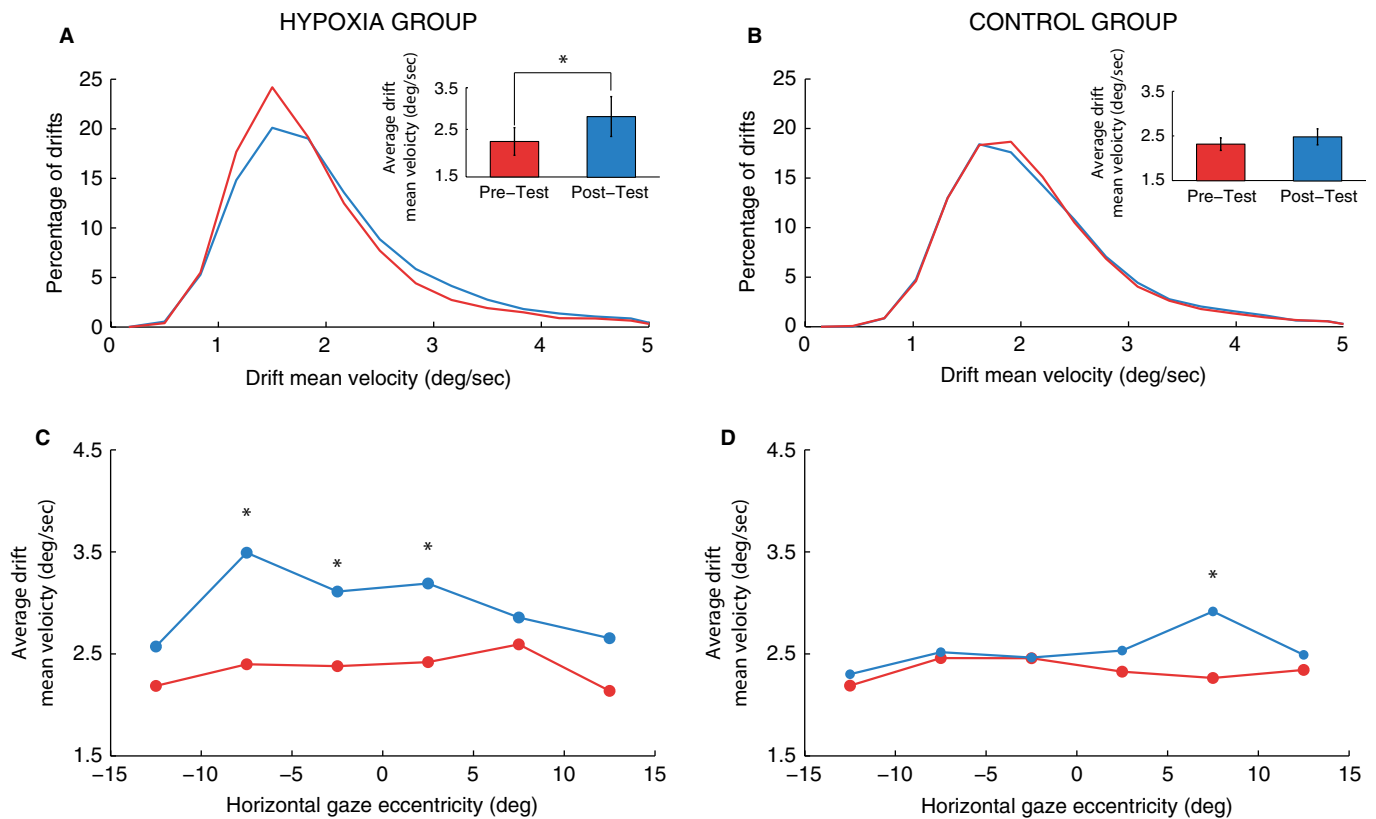 HYPOXIA GROUP
CONTROL GROUP
A
25
20
15
10
5
0
Percentage of drifts
0 1 2 3 4 5
Drift mean velocity (deg/sec)
Average drift
mean veloicty (deg/sec)
3.5
2.5
1.5
*
Pre-Test Post-Test
B
25
20
15
10
5
0
Percentage of drifts
0 1 2 3 4 5
Drift mean velocity (deg/sec)
Average drift
mean veloicty (deg/sec)
3.5
2.5
1.5
Pre-Test Post-Test
C
4.5
3.5
2.5
1.5
Average drift
mean veloicty (deg/sec)
* * *
-15 -10 -5 0 5 10 15
Horizontal gaze eccentricity (deg)
D
4.5
3.5
2.5
1.5
Average drift
mean veloicty (deg/sec)
*
-15 -10 -5 0 5 10 15
Horizontal gaze eccentricity (deg)